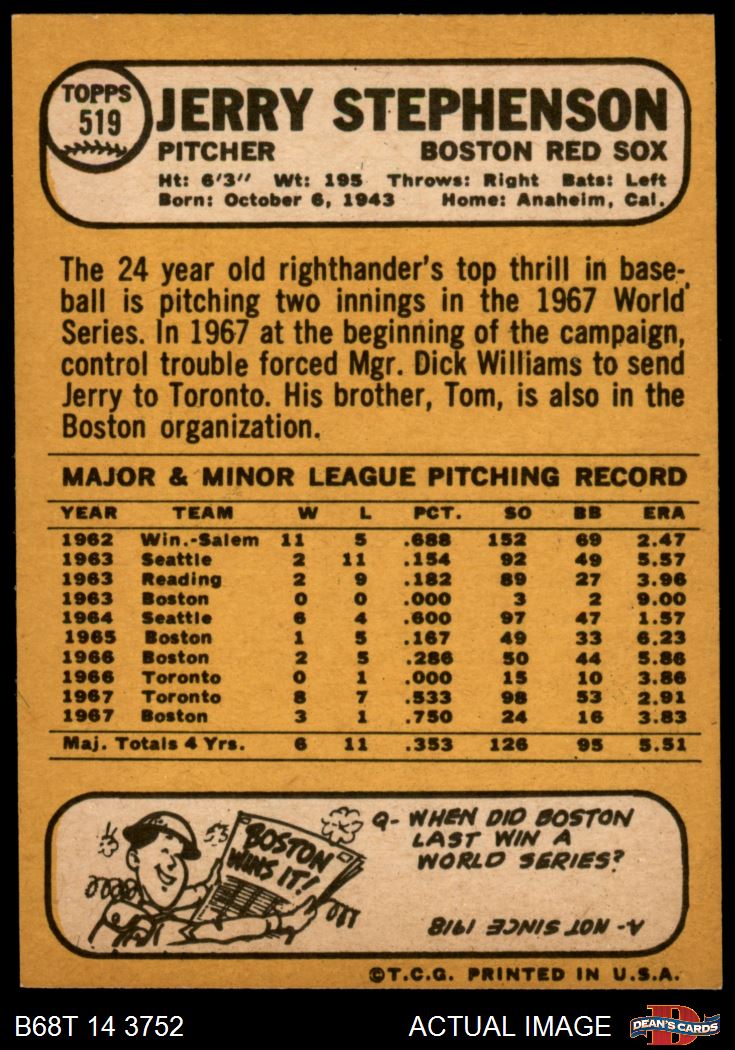 TOPPS
519
JERRY STEPHENSON
PITCHER BOSTON RED SOX
Ht: 6'3" Wt: 195 Throws: Right Bats: Left
Born: October 6, 1943 Home: Anaheim, Cal.
The 24 year old righthander's top thrill in base-
ball is pitching two innings in the 1967 World
Series. In 1967 at the beginning of the campaign,
control trouble forced Mgr. Dick Williams to send
Jerry to Toronto. His brother, Tom, is also in the
Boston organization.
MAJOR & MINOR LEAGUE PITCHING RECORD
YEAR TEAM W L PCT. SO BB ERA
1962 Win.-Salem 11 5 .688 152 69 2.47
1963 Seattle 2 11 .154 92 49 5.57
1963 Reading 2 9 .182 89 27 3.96
1963 Boston 0 0 .000 3 2 9.00
1964 Seattle 6 4 .600 97 47 1.57
1965 Boston 1 5 .167 49 33 6.23
1966 Boston 2 5 .286 50 44 5.86
1966 Toronto 0 1 .000 15 10 3.86
1967 Toronto 8 7 .533 98 53 2.91
1967 Boston 3 1 .750 24 16 3.83
Maj. Totals 4 Yrs. 6 11 .353 126 95 5.51
BOSTON
WINS IT!
Q- WHEN DID BOSTON
LAST WIN A
WORLD SERIES?
A- NOT SINCE 1918
©T.C.G. PRINTED IN U.S.A.
B68T 14 3752 ACTUAL IMAGE
D
DEAN'S CARDS